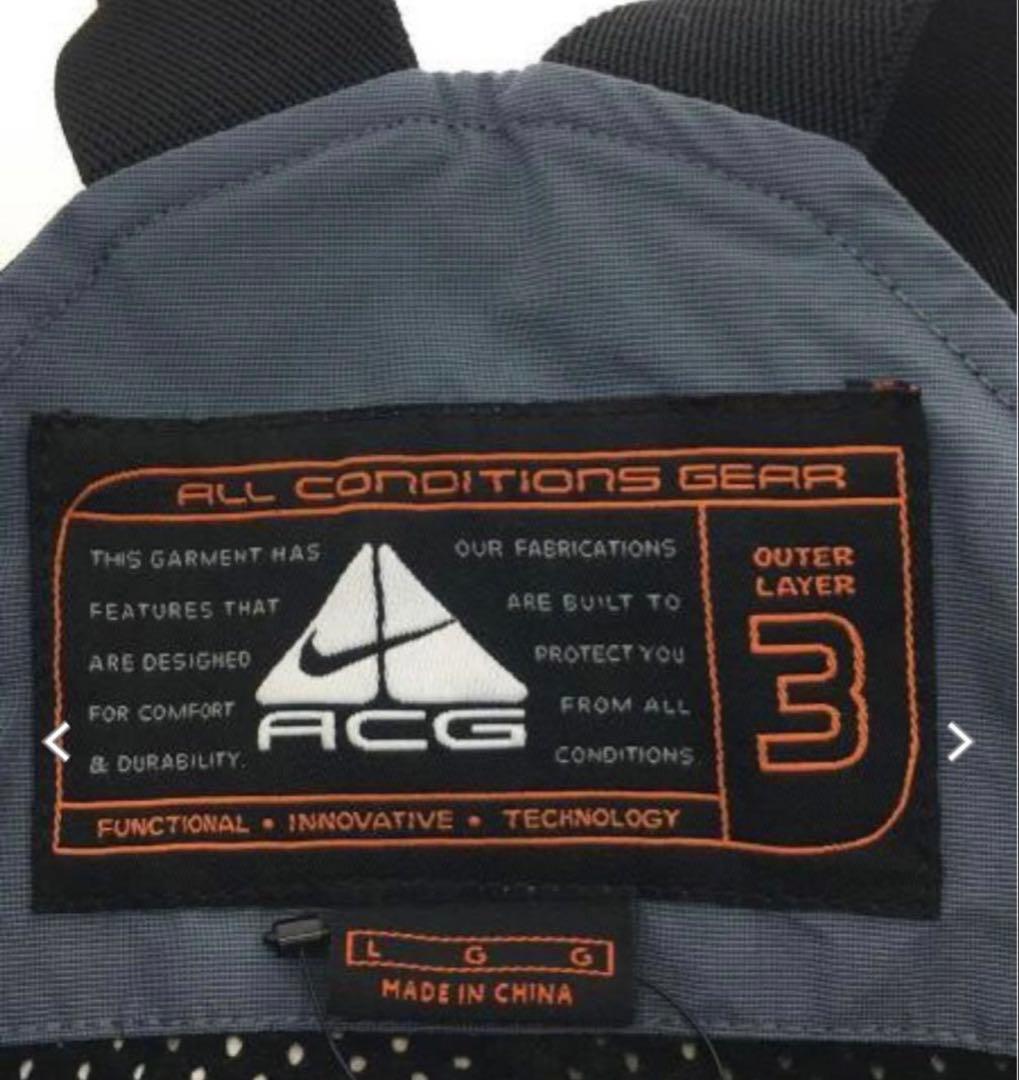 ALL CONDITIONS GEAR
THIS GARMENT HAS
FEATURES THAT
ARE DESIGNED
FOR COMFORT
& DURABILITY.
ACG
OUR FABRICATIONS
ARE BUILT TO
PROTECT YOU
FROM ALL
CONDITIONS
OUTER
LAYER
3
FUNCTIONAL • INNOVATIVE • TECHNOLOGY
L G G
MADE IN CHINA